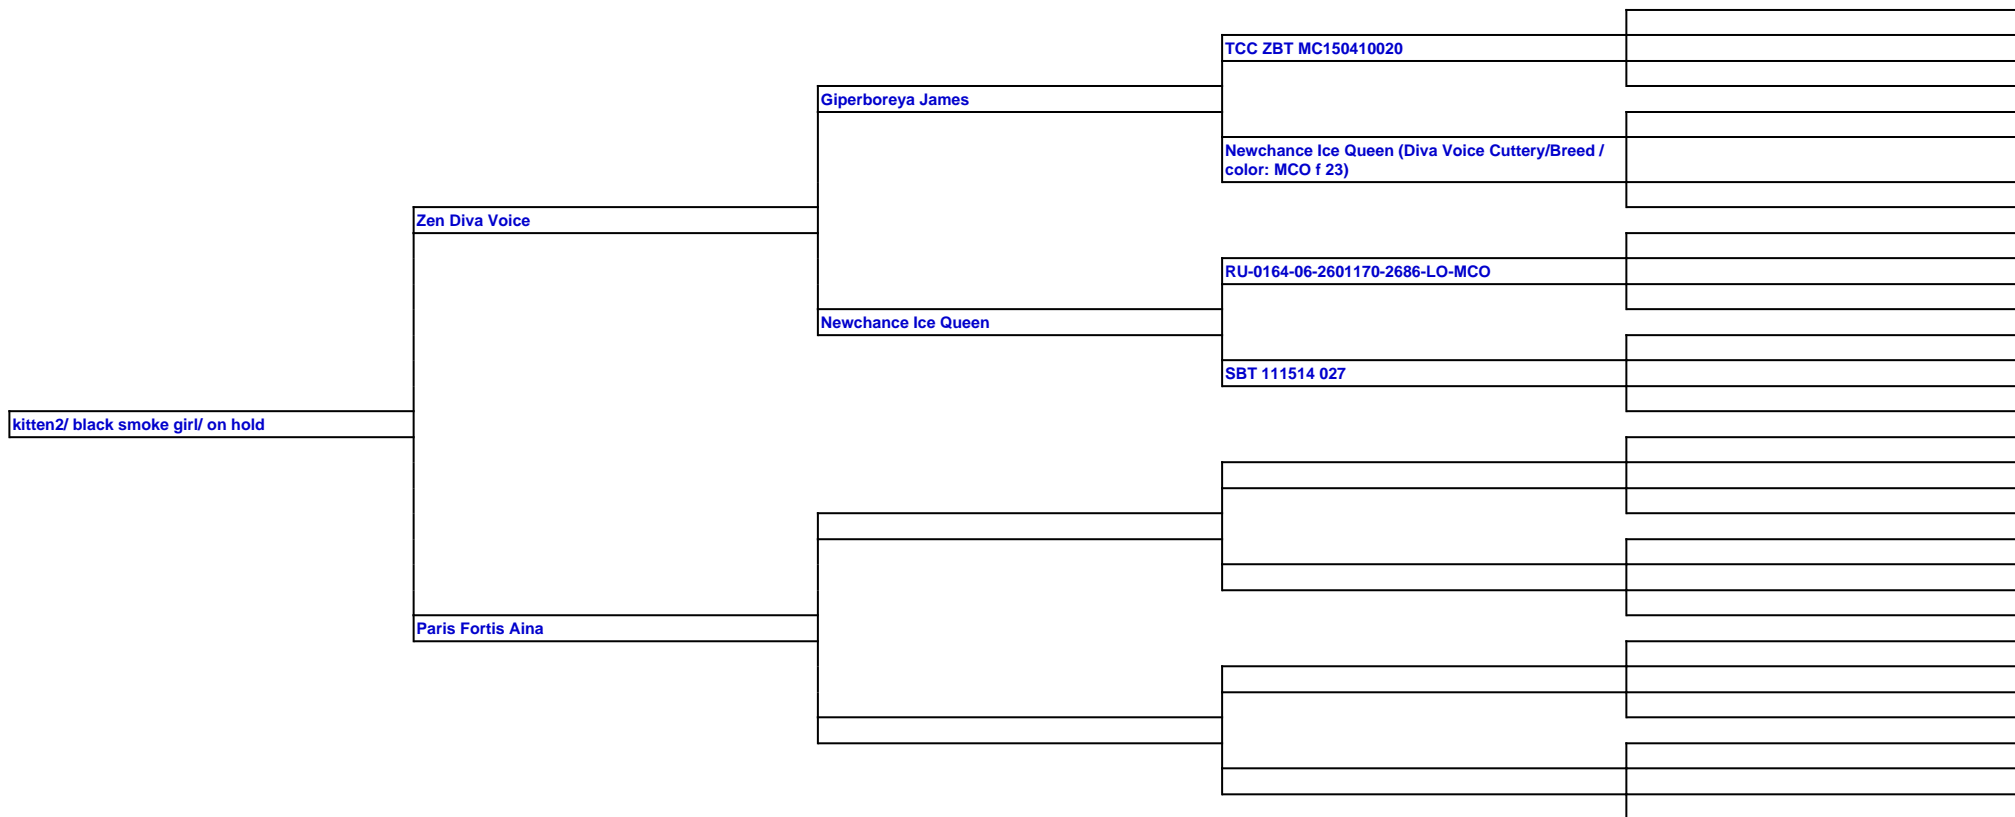 TCC ZBT MC150410020
Giperboreya James
Newchance Ice Queen (Diva Voice Cuttery/Breed /
color: MCO f 23)
Zen Diva Voice
RU-0164-06-2601170-2686-LO-MCO
Newchance Ice Queen
SBT 111514 027
kitten2/ black smoke girl/ on hold
Paris Fortis Aina